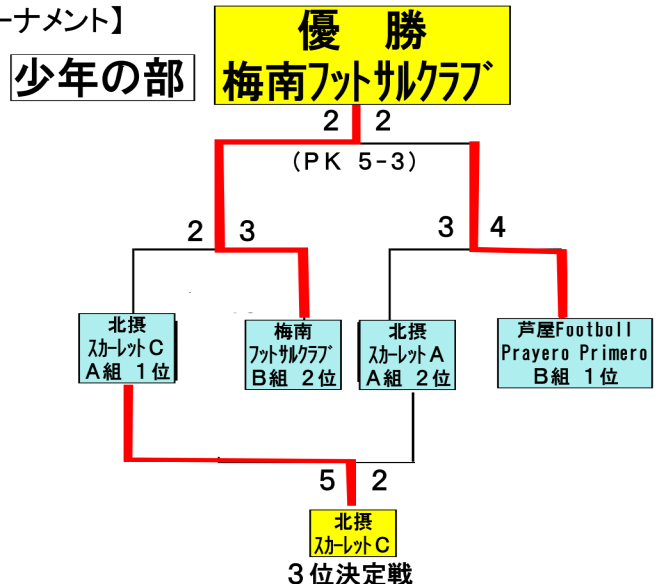 ーナメント】
少年の部
優 勝
梅南フットサルクラブ
2 2
(PK 5-3)
2 3
3 4
北摂
スカーレットC
A組 1位
梅南
フットサルクラブ
B組 2位
北摂
スカーレットA
A組 2位
芦屋Footboll
Prayero Primero
B組 1位
5 2
北摂
スカーレットC
3位決定戦